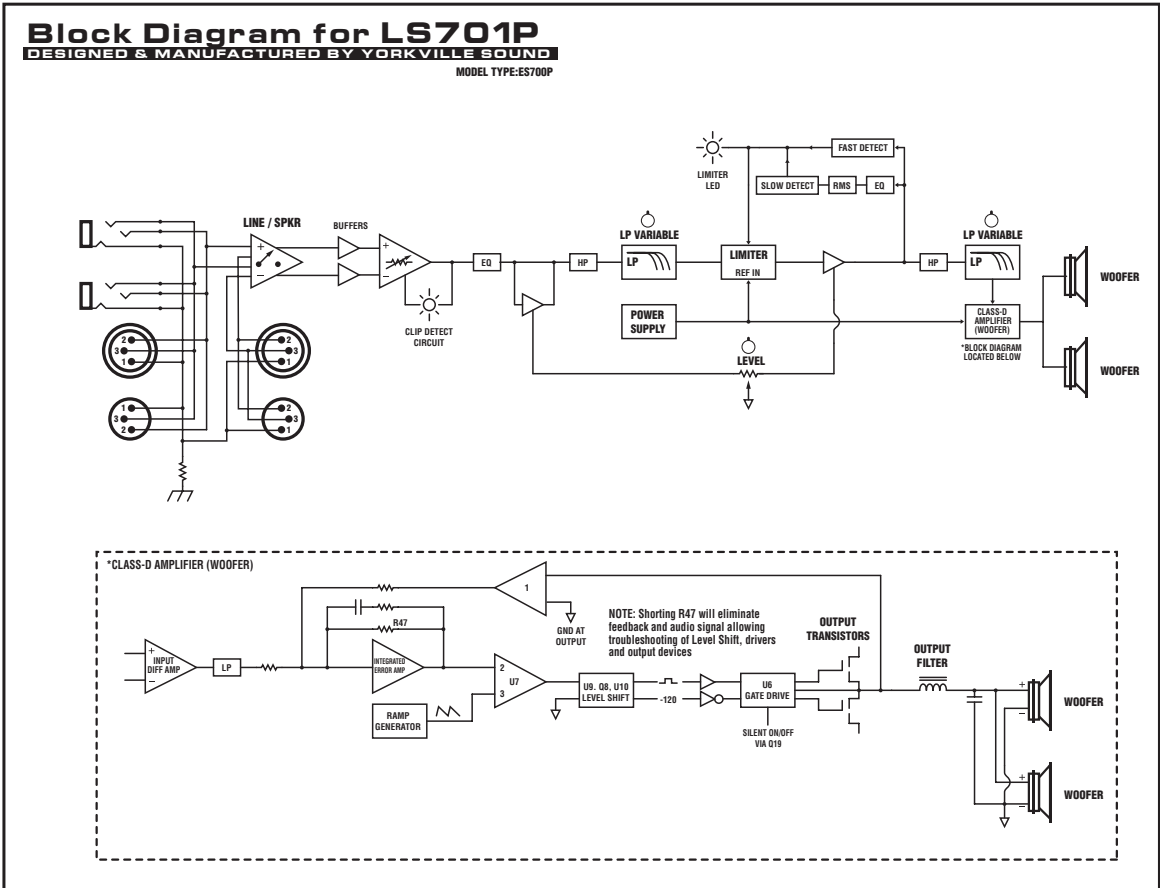 Block Diagram for LS701P
DESIGNED & MANUFACTURED BY YORKVILLE SOUND
MODEL TYPE:ES700P
LIMITER
LED
FAST DETECT
SLOW DETECT
RMS
EQ
LINE / SPKR
BUFFERS
+
−
+
−
CLIP DETECT
CIRCUIT
EQ
HP
LP VARIABLE
LP
LIMITER
REF IN
POWER
SUPPLY
LEVEL
HP
LP VARIABLE
LP
CLASS-D
AMPLIFIER
(WOOFER)
*BLOCK DIAGRAM
LOCATED BELOW
WOOFER
WOOFER
2
3
1
2
3
1
1
3
2
2
3
1
*CLASS-D AMPLIFIER (WOOFER)
1
GND AT
OUTPUT
R47
NOTE: Shorting R47 will eliminate
feedback and audio signal allowing
troubleshooting of Level Shift, drivers
and output devices
OUTPUT
TRANSISTORS
OUTPUT
FILTER
+
−
INPUT
DIFF AMP
LP
INTEGRATED
ERROR AMP
2
3
U7
RAMP
GENERATOR
U9. Q8, U10
LEVEL SHIFT
-120
U6
GATE DRIVE
SILENT ON/OFF
VIA Q19
+
−
WOOFER
+
−
WOOFER